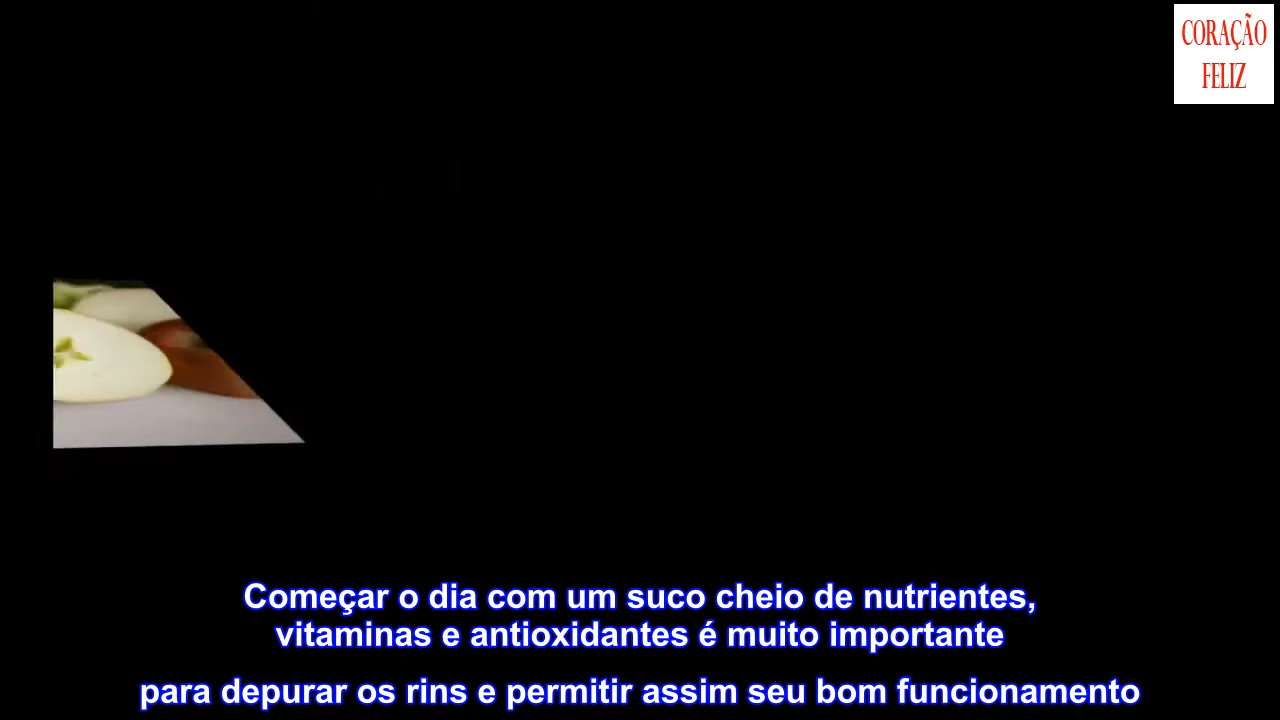 CORAÇÃO
FELIZ
Começar o dia com um suco cheio de nutrientes,
vitaminas e antioxidantes é muito importante
para depurar os rins e permitir assim seu bom funcionamento